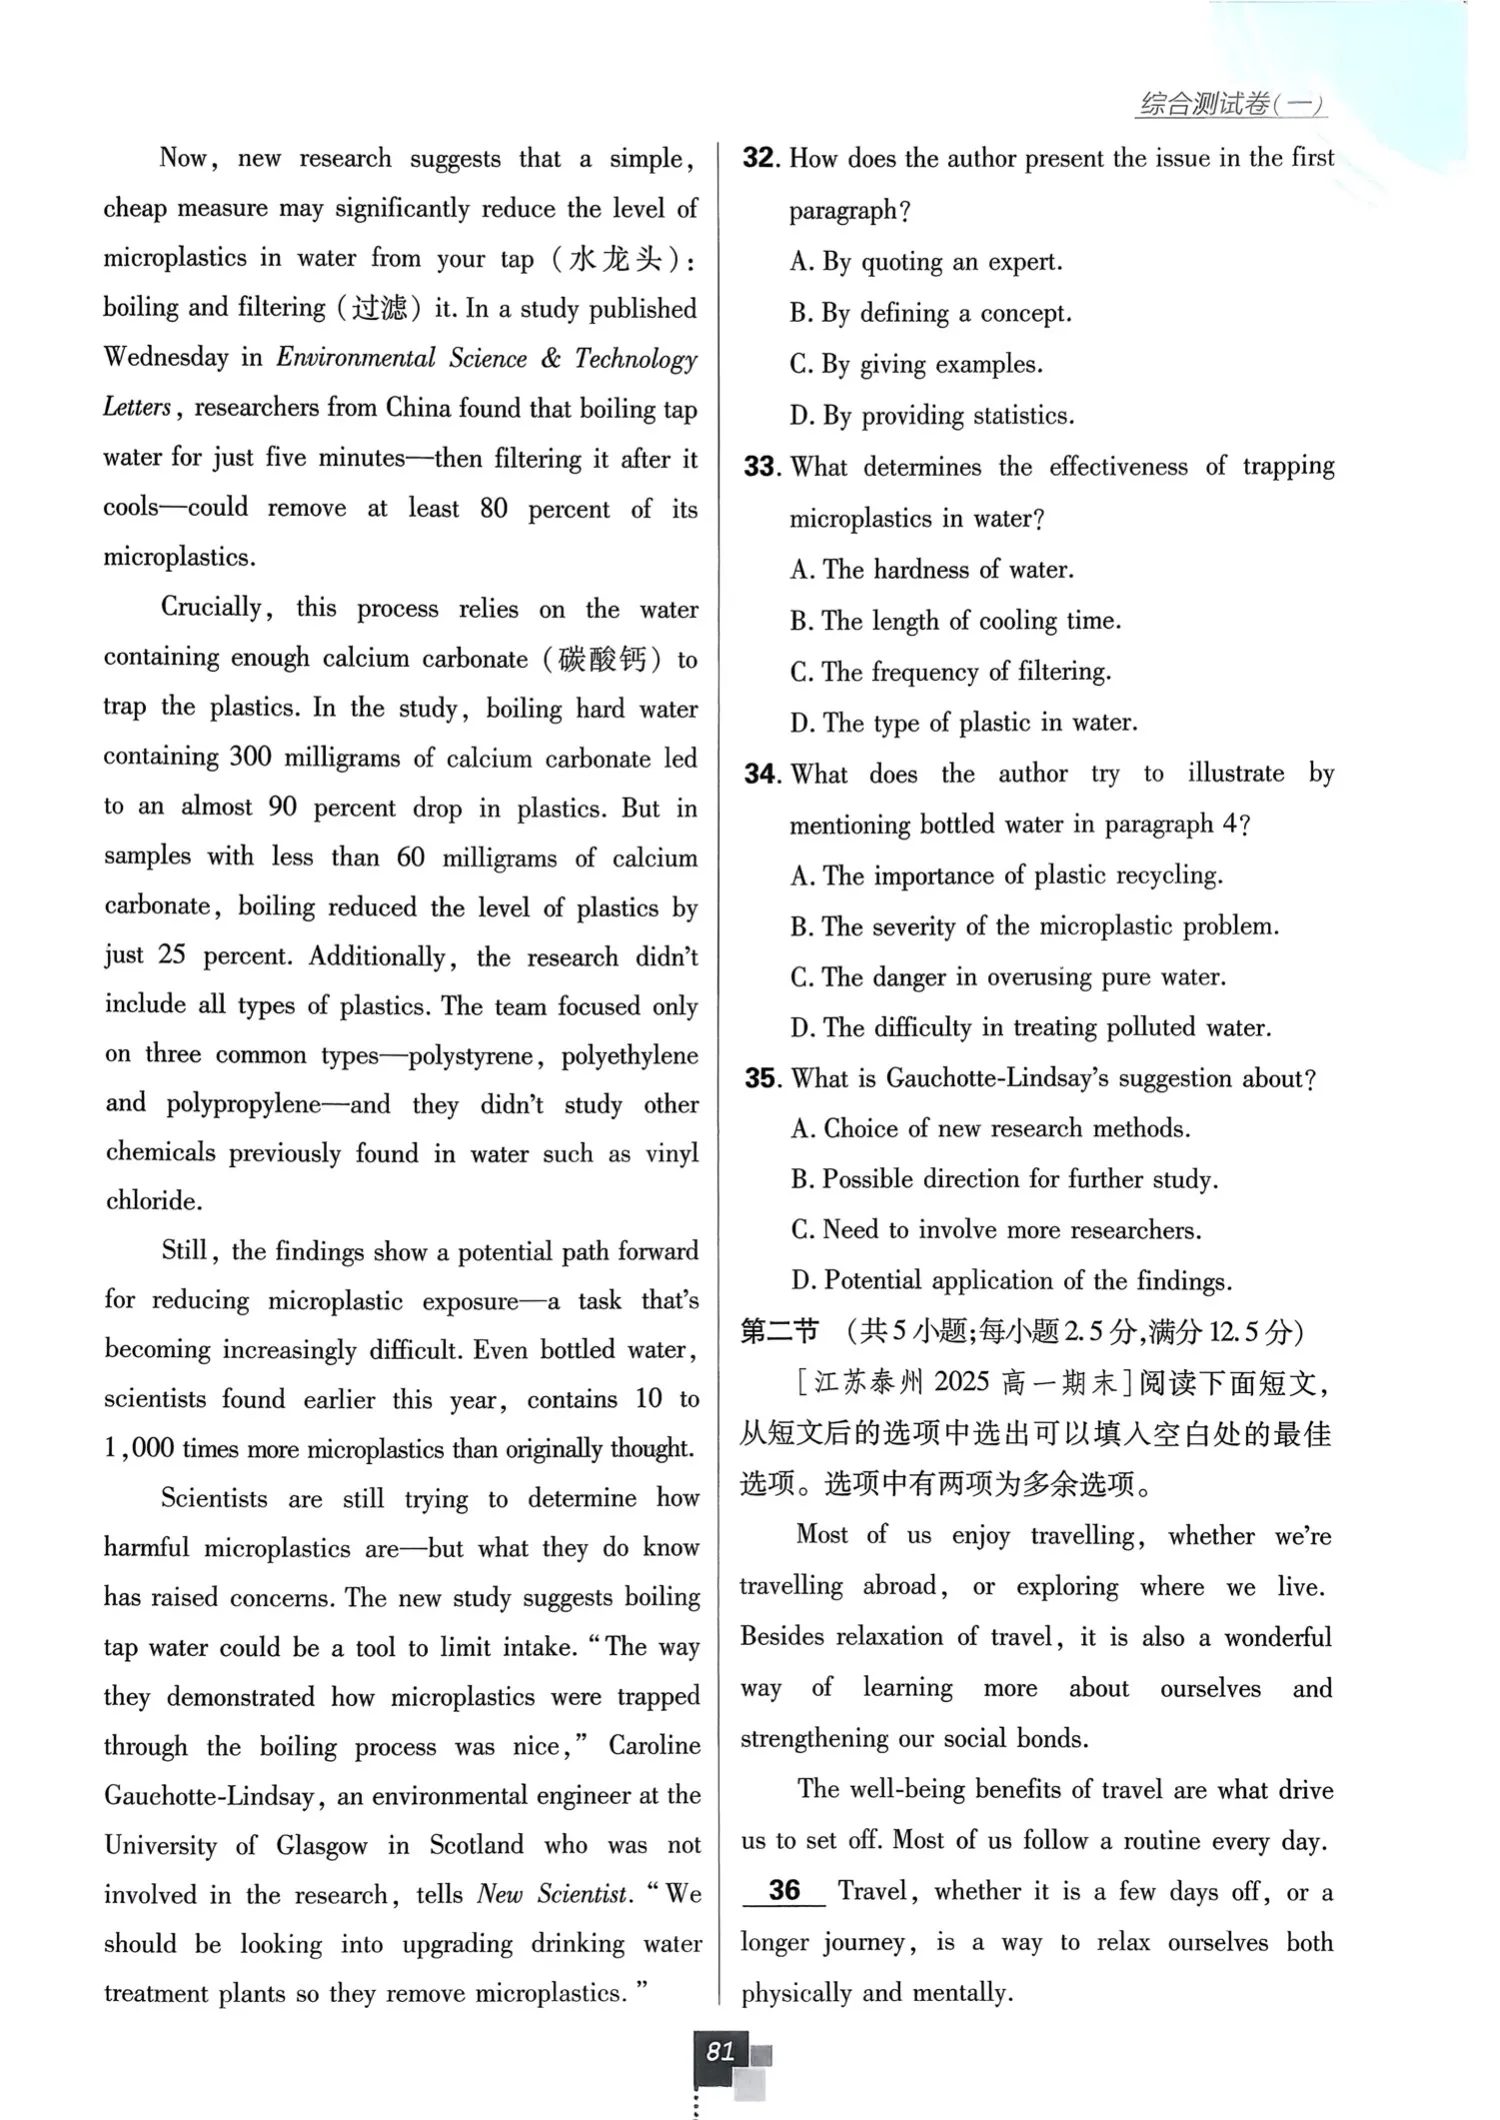 综合测试卷(一)
Now, new research suggests that a simple,
cheap measure may significantly reduce the level of
microplastics in water from your tap (水龙头):
boiling and filtering (过滤) it. In a study published
Wednesday in Environmental Science & Technology
Letters, researchers from China found that boiling tap
water for just five minutes—then filtering it after it
cools—could remove at least 80 percent of its
microplastics.
Crucially, this process relies on the water
containing enough calcium carbonate (碳酸钙) to
trap the plastics. In the study, boiling hard water
containing 300 milligrams of calcium carbonate led
to an almost 90 percent drop in plastics. But in
samples with less than 60 milligrams of calcium
carbonate, boiling reduced the level of plastics by
just 25 percent. Additionally, the research didn't
include all types of plastics. The team focused only
on three common types—polystyrene, polyethylene
and polypropylene—and they didn't study other
chemicals previously found in water such as vinyl
chloride.
Still, the findings show a potential path forward
for reducing microplastic exposure—a task that's
becoming increasingly difficult. Even bottled water,
scientists found earlier this year, contains 10 to
1,000 times more microplastics than originally thought.
Scientists are still trying to determine how
harmful microplastics are—but what they do know
has raised concerns. The new study suggests boiling
tap water could be a tool to limit intake. "The way
they demonstrated how microplastics were trapped
through the boiling process was nice," Caroline
Gauchotte-Lindsay, an environmental engineer at the
University of Glasgow in Scotland who was not
involved in the research, tells New Scientist. "We
should be looking into upgrading drinking water
treatment plants so they remove microplastics."
32. How does the author present the issue in the first
paragraph?
A. By quoting an expert.
B. By defining a concept.
C. By giving examples.
D. By providing statistics.
33. What determines the effectiveness of trapping
microplastics in water?
A. The hardness of water.
B. The length of cooling time.
C. The frequency of filtering.
D. The type of plastic in water.
34. What does the author try to illustrate by
mentioning bottled water in paragraph 4?
A. The importance of plastic recycling.
B. The severity of the microplastic problem.
C. The danger in overusing pure water.
D. The difficulty in treating polluted water.
35. What is Gauchotte-Lindsay's suggestion about?
A. Choice of new research methods.
B. Possible direction for further study.
C. Need to involve more researchers.
D. Potential application of the findings.
第二节 (共5小题;每小题2.5分,满分12.5分)
[江苏泰州2025高一期末]阅读下面短文,
从短文后的选项中选出可以填入空白处的最佳
选项。选项中有两项为多余选项。
Most of us enjoy travelling, whether we're
travelling abroad, or exploring where we live.
Besides relaxation of travel, it is also a wonderful
way of learning more about ourselves and
strengthening our social bonds.
The well-being benefits of travel are what drive
us to set off. Most of us follow a routine every day.
36 Travel, whether it is a few days off, or a
longer journey, is a way to relax ourselves both
physically and mentally.
81